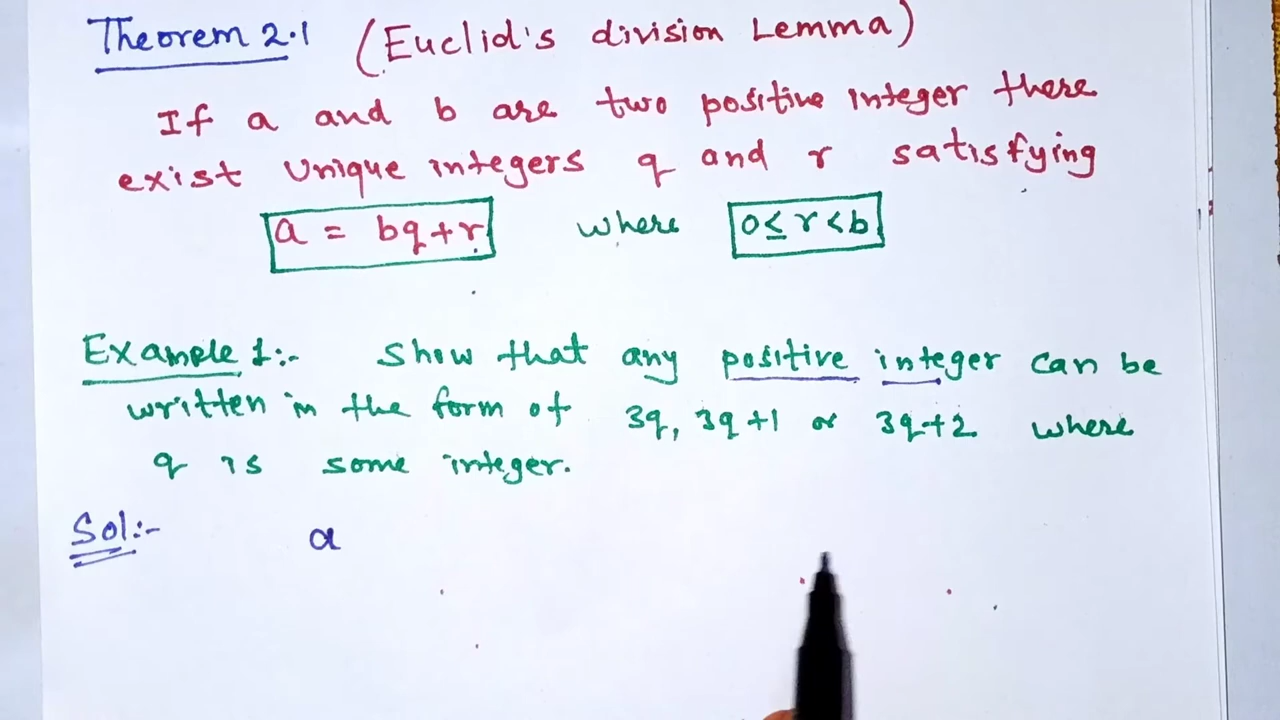 Theorem 2.1 (Euclid's division Lemma)
If a and b are two positive integer there
exist unique integers q and r satisfying
a = bq+r where 0≤r<b
Example 1:- Show that any positive integer can be
written in the form of 3q, 3q+1 or 3q+2 where
q is some integer.
Sol:- a